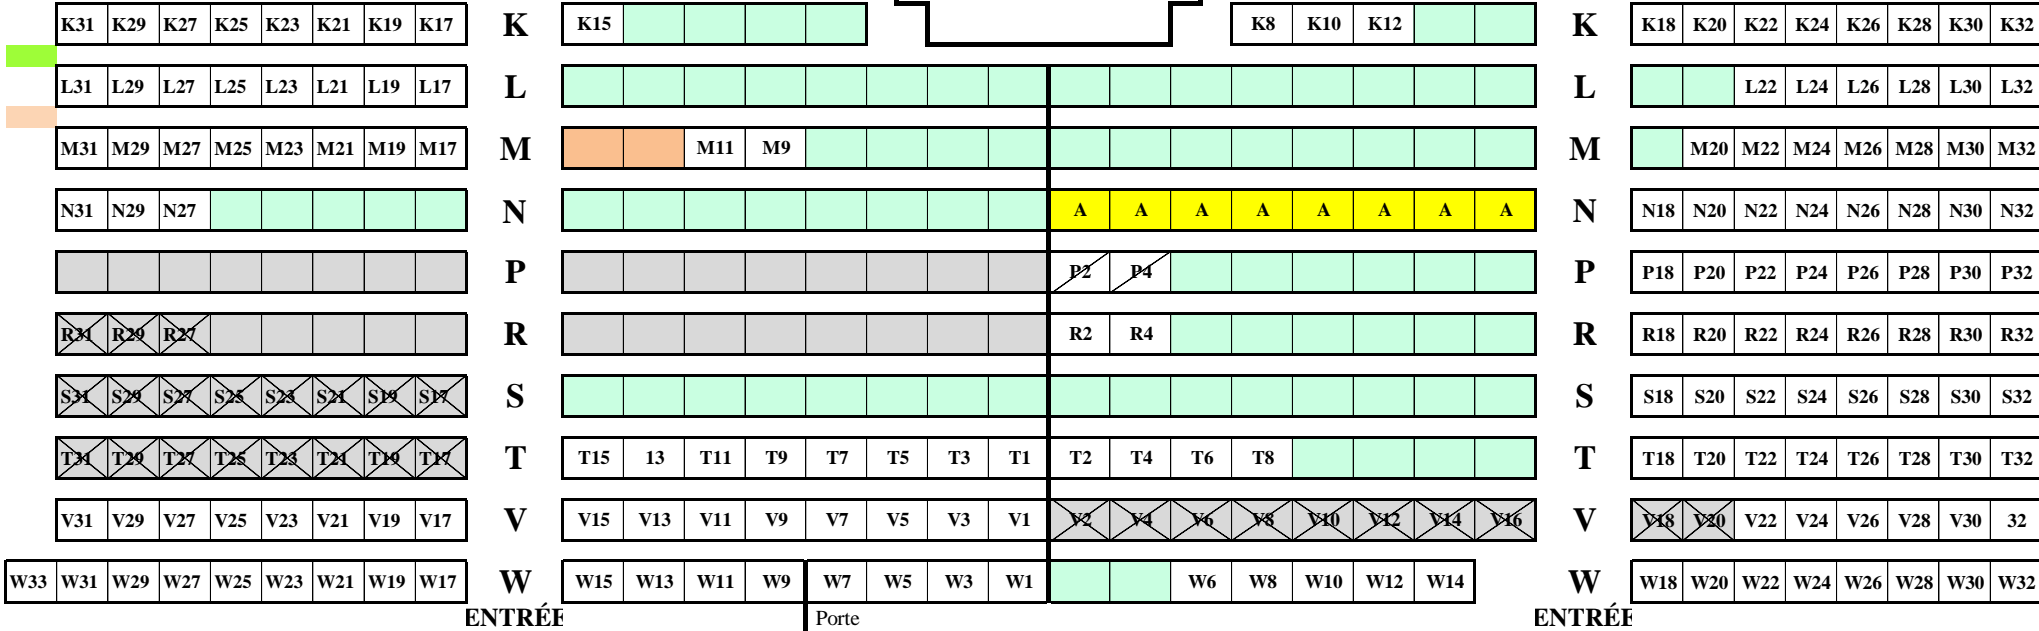 K31 K29 K27 K25 K23 K21 K19 K17 K K15 K8 K10 K12 K K18 K20 K22 K24 K26 K28 K30 K32
L31 L29 L27 L25 L23 L21 L19 L17 L L L22 L24 L26 L28 L30 L32
M31 M29 M27 M25 M23 M21 M19 M17 M M11 M9 M M20 M22 M24 M26 M28 M30 M32
N31 N29 N27 N A A A A A A A A N N18 N20 N22 N24 N26 N28 N30 N32
P P2 P4 P P18 P20 P22 P24 P26 P28 P30 P32
R31 R29 R27 R R2 R4 R R18 R20 R22 R24 R26 R28 R30 R32
S31 S29 S27 S25 S23 S21 S19 S17 S S S18 S20 S22 S24 S26 S28 S30 S32
T31 T29 T27 T25 T23 T21 T19 T17 T T15 13 T11 T9 T7 T5 T3 T1 T2 T4 T6 T8 T T18 T20 T22 T24 T26 T28 T30 T32
V31 V29 V27 V25 V23 V21 V19 V17 V V15 V13 V11 V9 V7 V5 V3 V1 V2 V4 V6 V8 V10 V12 V14 V16 V V18 V20 V22 V24 V26 V28 V30 32
W33 W31 W29 W27 W25 W23 W21 W19 W17 W W15 W13 W11 W9 W7 W5 W3 W1 W6 W8 W10 W12 W14 W W18 W20 W22 W24 W26 W28 W30 W32
ENTRÉE Porte ENTRÉE